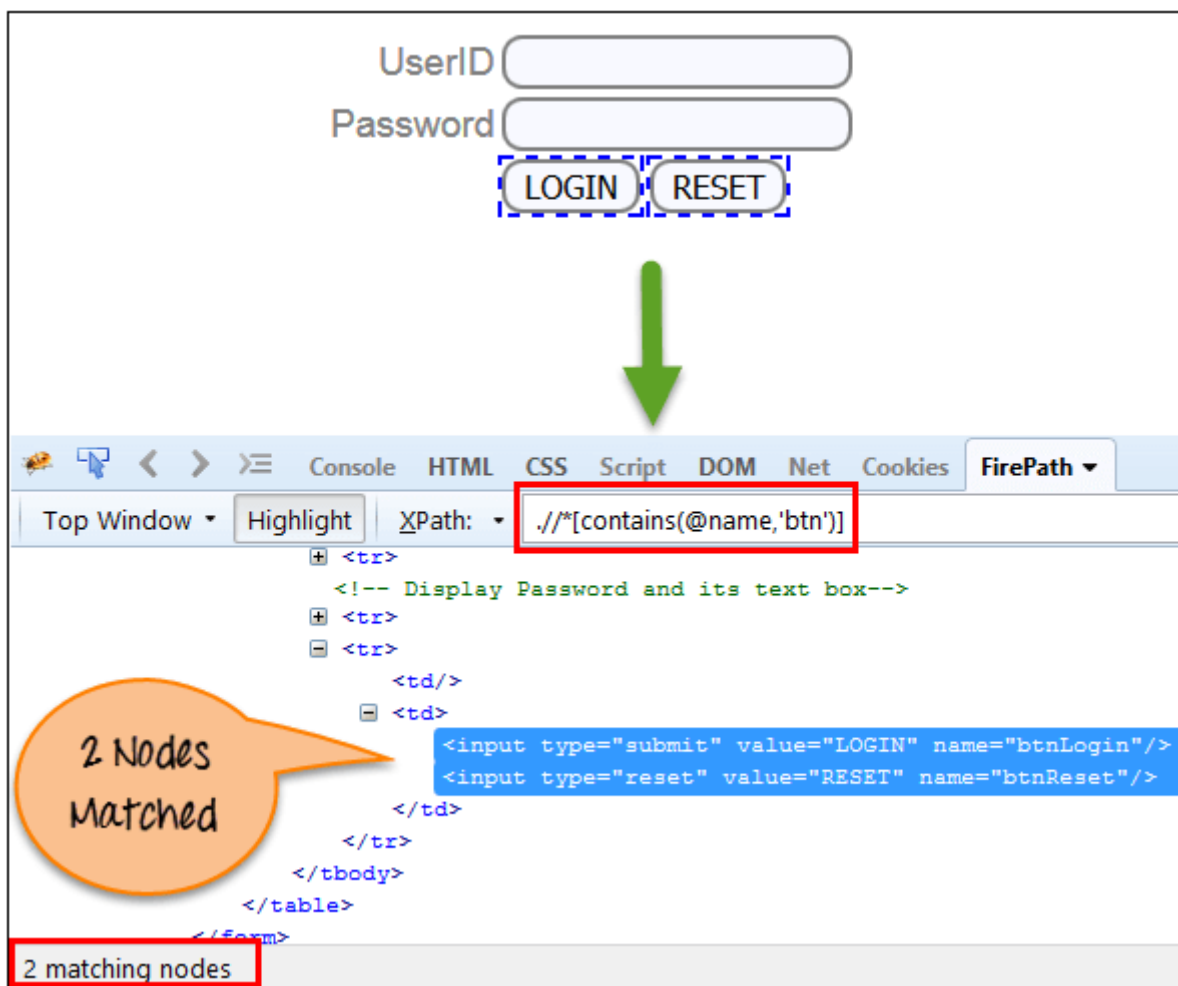 UserID
Password
LOGIN RESET
Console HTML CSS Script DOM Net Cookies FirePath
Top Window Highlight XPath: .//*[contains(@name,'btn')]
<tr>
<!-- Display Password and its text box-->
<tr>
<tr>
<td/>
<td>
<input type="submit" value="LOGIN" name="btnLogin"/>
<input type="reset" value="RESET" name="btnReset"/>
</td>
</tr>
</tbody>
</table>
</form>
2 Nodes
Matched
2 matching nodes